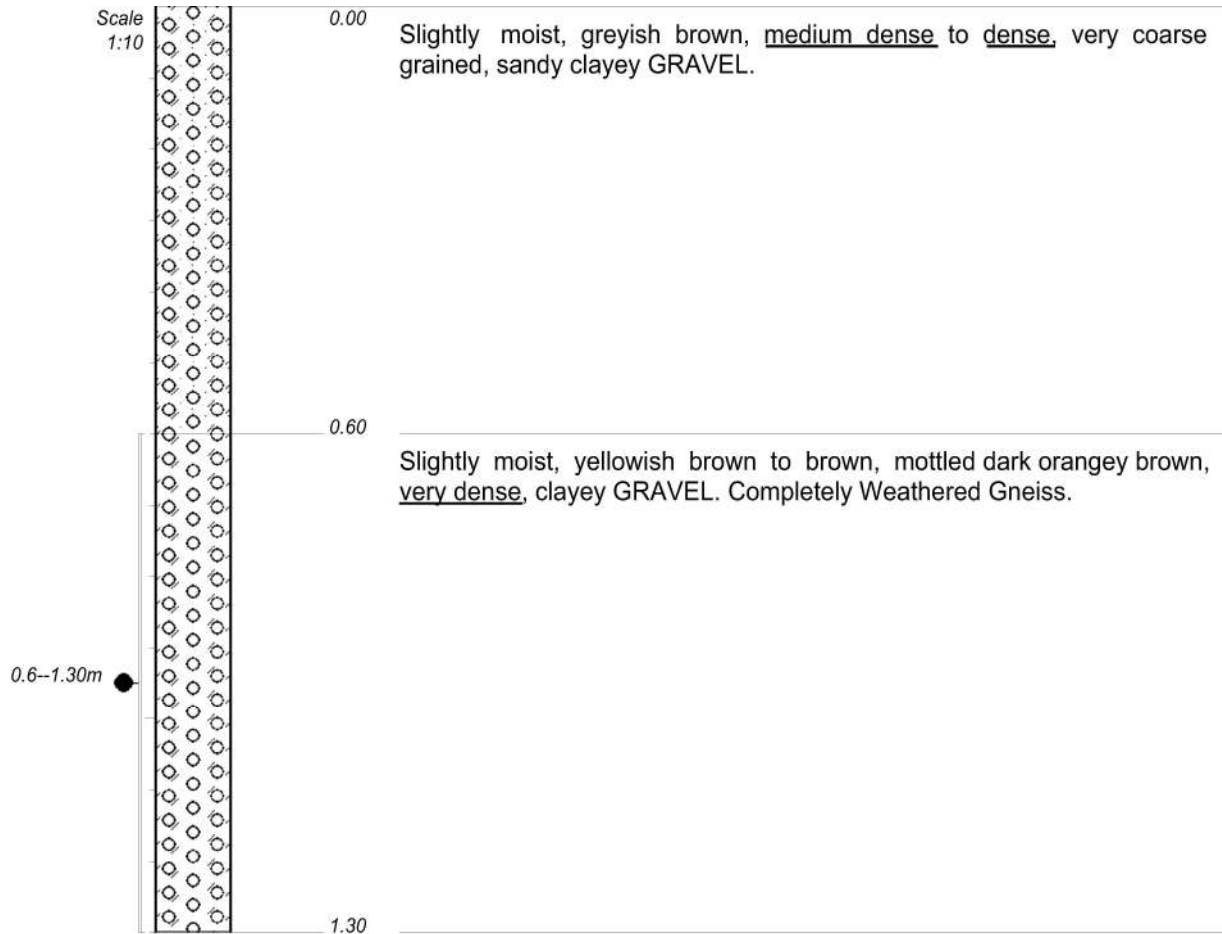 Scale
1:10
0.00
Slightly moist, greyish brown, medium dense to dense, very coarse
grained, sandy clayey GRAVEL.
0.60
Slightly moist, yellowish brown to brown, mottled dark orangey brown,
very dense, clayey GRAVEL. Completely Weathered Gneiss.
0.6--1.30m
1.30